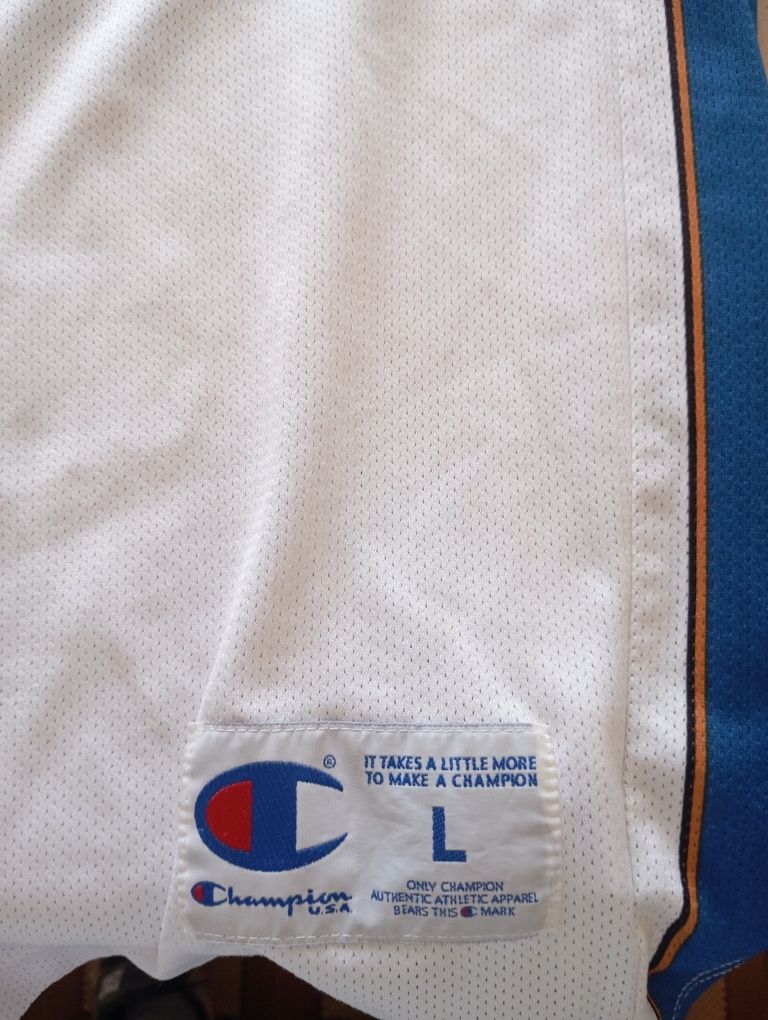 ®
IT TAKES A LITTLE MORE
TO MAKE A CHAMPION
L
Champion
U.S.A.
ONLY CHAMPION
AUTHENTIC ATHLETIC APPAREL
BEARS THIS C MARK